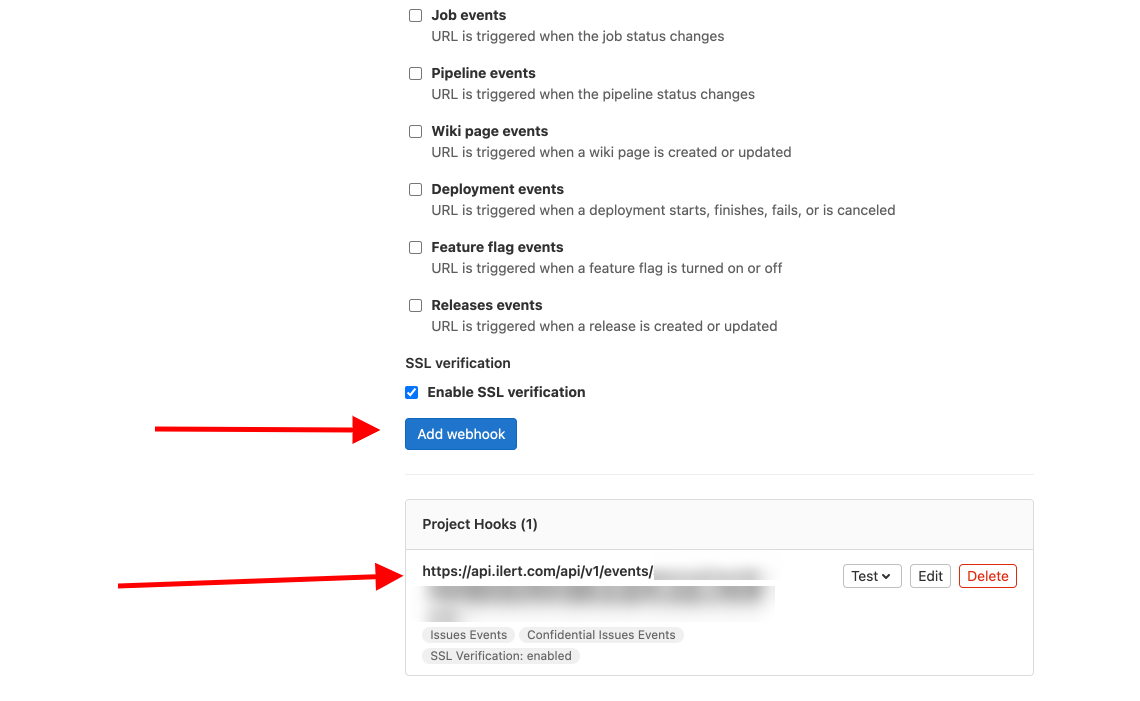 Job events
URL is triggered when the job status changes
Pipeline events
URL is triggered when the pipeline status changes
Wiki page events
URL is triggered when a wiki page is created or updated
Deployment events
URL is triggered when a deployment starts, finishes, fails, or is canceled
Feature flag events
URL is triggered when a feature flag is turned on or off
Releases events
URL is triggered when a release is created or updated
SSL verification
Enable SSL verification
Add webhook
Project Hooks (1)
https://api.ilert.com/api/v1/events/
Test Edit Delete
Issues Events Confidential Issues Events
SSL Verification: enabled